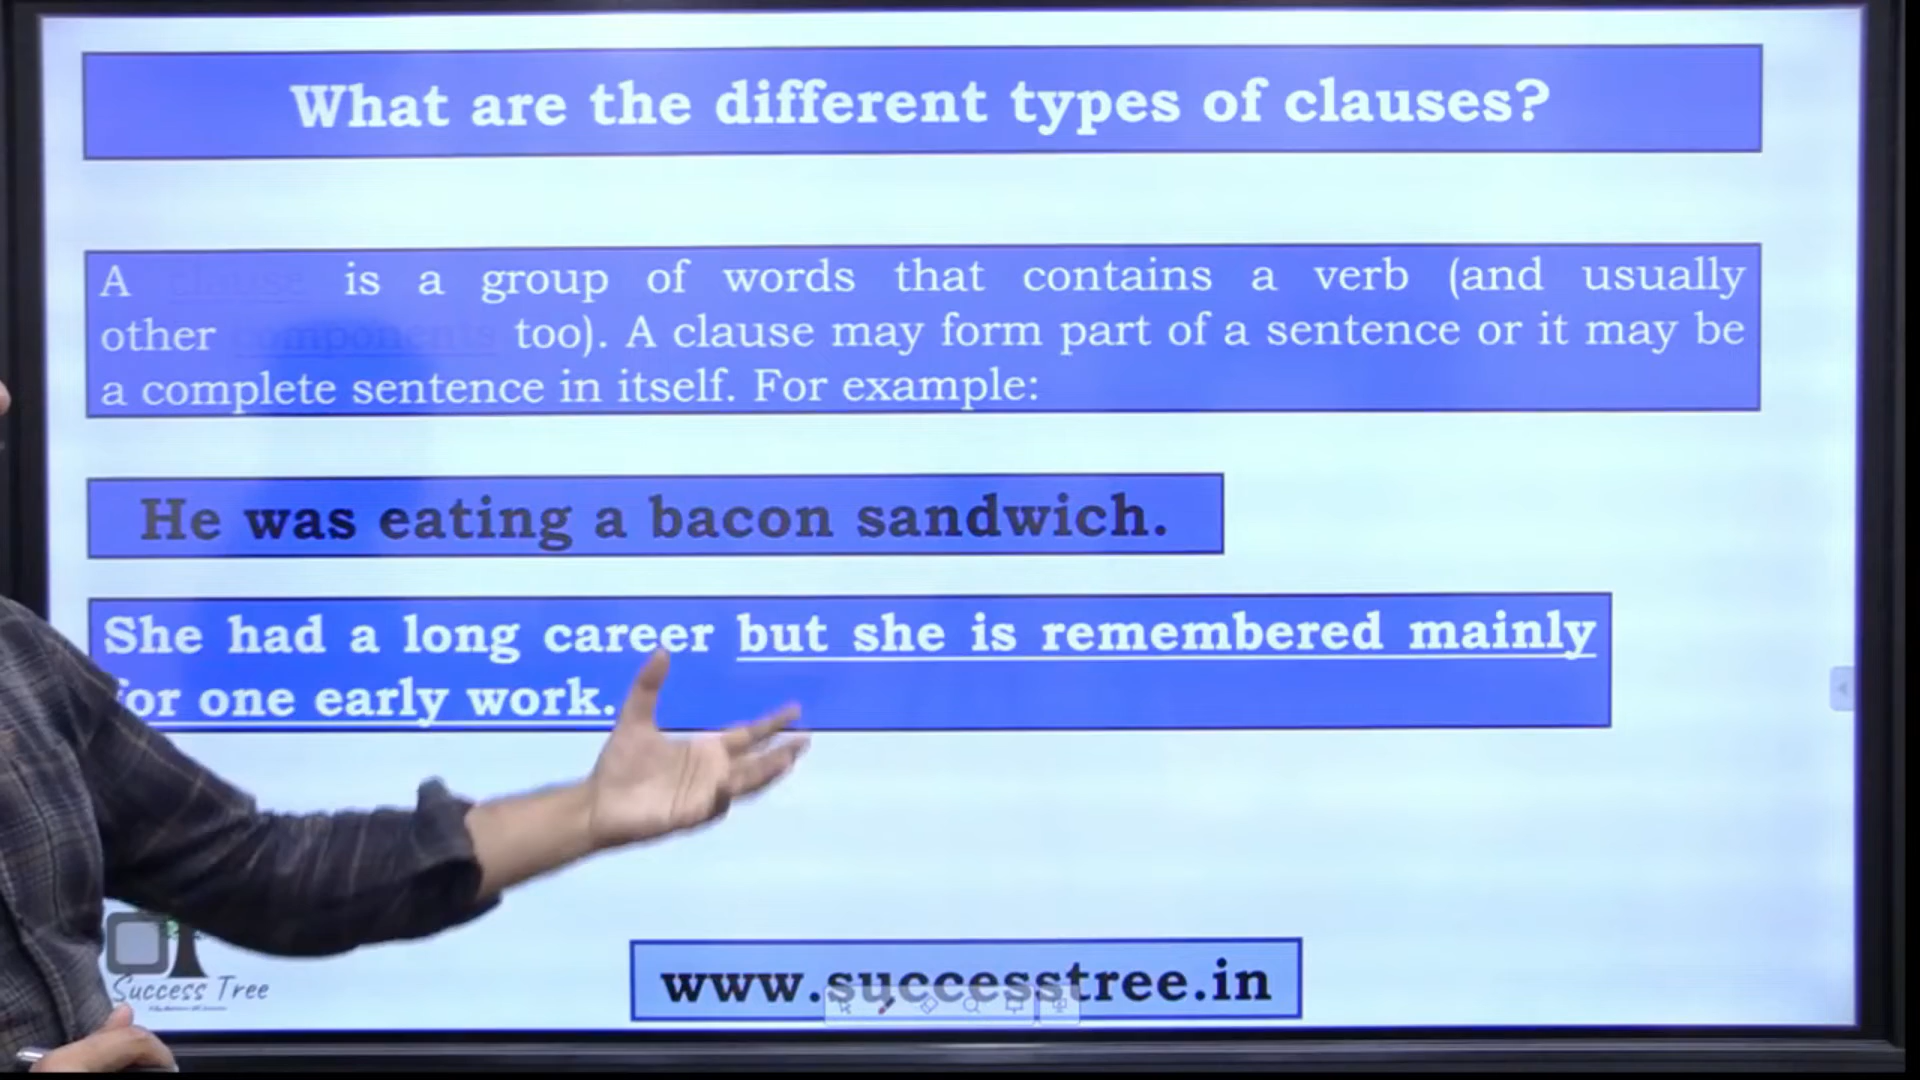 What are the different types of clauses?
A clause is a group of words that contains a verb (and usually
other components too). A clause may form part of a sentence or it may be
a complete sentence in itself. For example:
He was eating a bacon sandwich.
She had a long career but she is remembered mainly
for one early work.
Success Tree
www.successtree.in